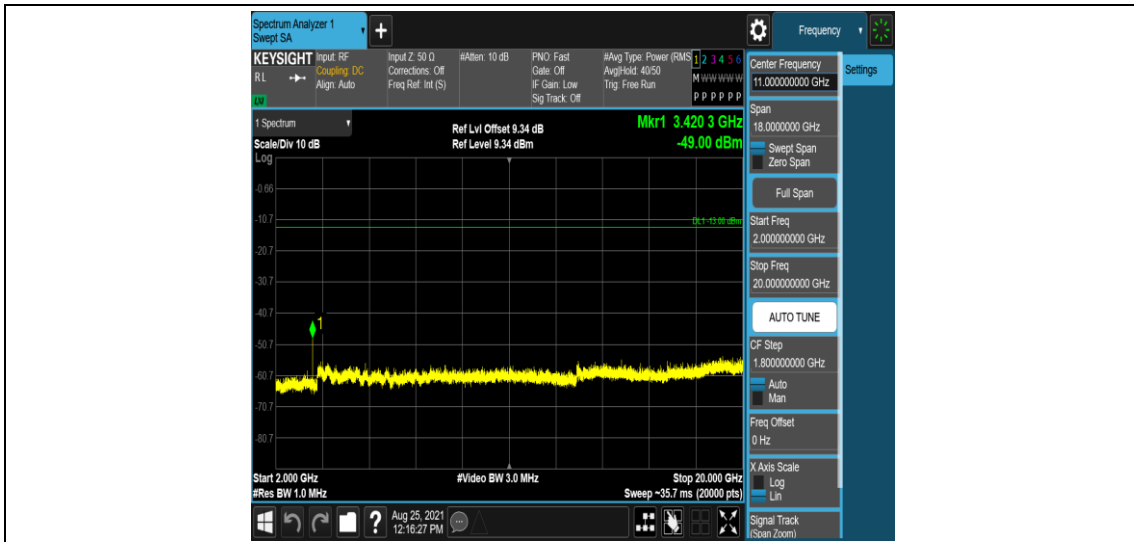 Spectrum Analyzer 1
Swept SA
+
Frequency
KEYSIGHT
RL
LXI
Input: RF
Coupling: DC
Align: Auto
Input Z: 50 Ω
Corrections: Off
Freq Ref: Int (S)
#Atten: 10 dB
PNO: Fast
Gate: Off
IF Gain: Low
Sig Track: Off
#Avg Type: Power (RMS
Avg|Hold: 40/50
Trig: Free Run
1 2 3 4 5 6
M W W W W W
P P P P P P
1 Spectrum
Scale/Div 10 dB
Log
Ref Lvl Offset 9.34 dB
Ref Level 9.34 dBm
Mkr1 3.420 3 GHz
-49.00 dBm
-0.66
-10.7
DL1 -13.00 dBm
-20.7
-30.7
-40.7
1
-50.7
-60.7
-70.7
-80.7
Start 2.000 GHz
#Res BW 1.0 MHz
#Video BW 3.0 MHz
Stop 20.000 GHz
Sweep ~35.7 ms (20000 pts)
?
Aug 25, 2021
12:16:27 PM
Center Frequency
11.000000000 GHz
Settings
Span
18.0000000 GHz
Swept Span
Zero Span
Full Span
Start Freq
2.000000000 GHz
Stop Freq
20.000000000 GHz
AUTO TUNE
CF Step
1.800000000 GHz
Auto
Man
Freq Offset
0 Hz
X Axis Scale
Log
Lin
Signal Track
(Span Zoom)